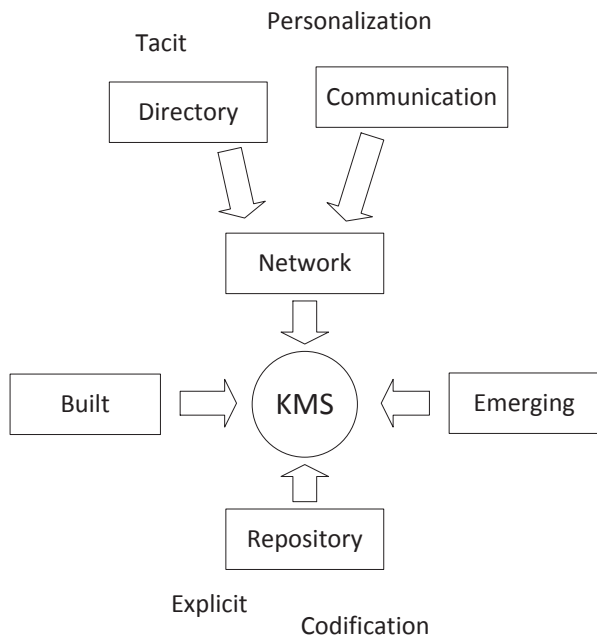 Personalization
Tacit
Communication
Directory
Network
Built
KMS
Emerging
Repository
Explicit
Codification